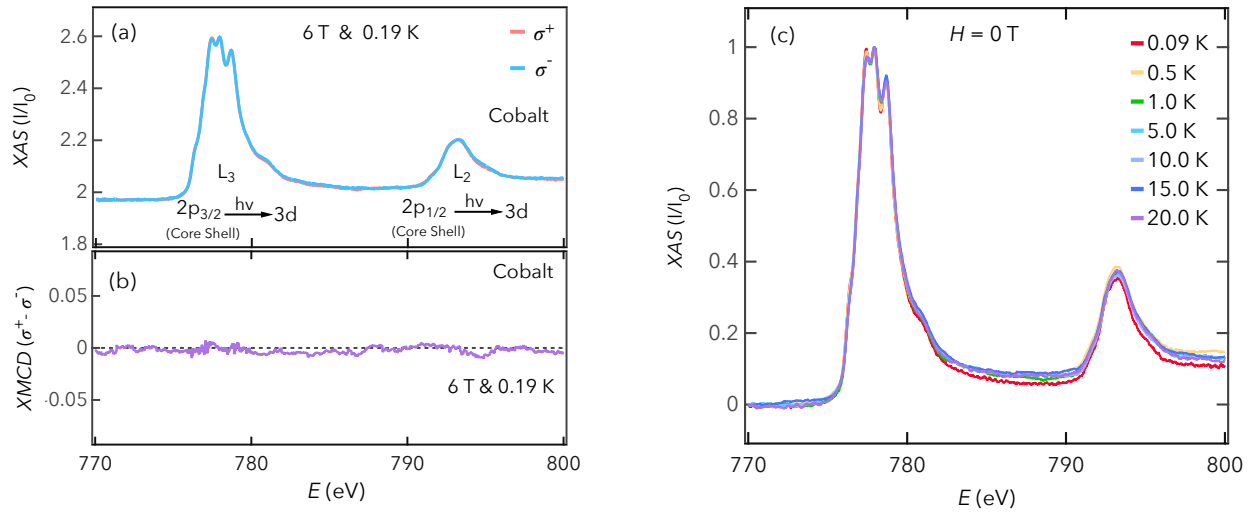 (a)
6 T & 0.19 K
σ+
σ-
Cobalt
L3
L2
2p3/2 hv 3d
(Core Shell)
2p1/2 hv 3d
(Core Shell)
XAS (I/I0)
2.6
2.4
2.2
2
1.8
(b)
Cobalt
6 T & 0.19 K
XMCD (σ+- σ-)
0.05
0
-0.05
770
780
790
800
E (eV)
(c)
H = 0 T
0.09 K
0.5 K
1.0 K
5.0 K
10.0 K
15.0 K
20.0 K
XAS (I/I0)
1
0.8
0.6
0.4
0.2
0
770
780
790
800
E (eV)